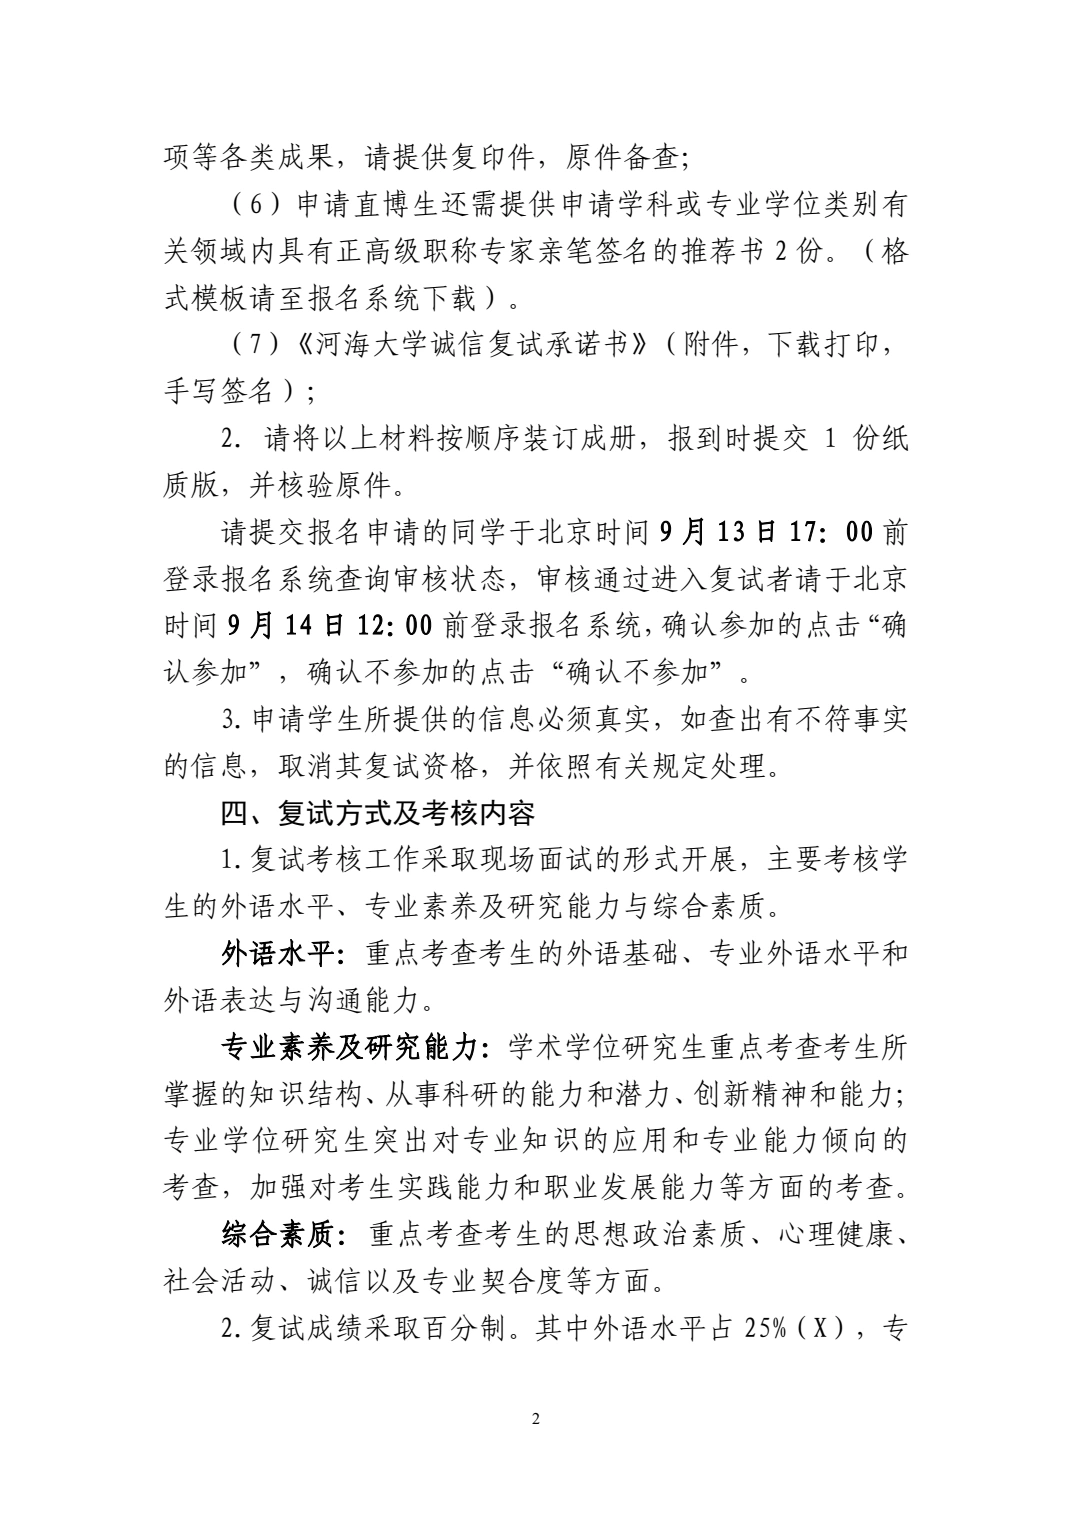 项等各类成果，请提供复印件，原件备查；
（6）申请直博生还需提供申请学科或专业学位类别有
关领域内具有正高级职称专家亲笔签名的推荐书 2 份。（格
式模板请至报名系统下载）。
（7）《河海大学诚信复试承诺书》（附件，下载打印，
手写签名）；
2. 请将以上材料按顺序装订成册，报到时提交 1 份纸
质版，并核验原件。
请提交报名申请的同学于北京时间 9 月 13 日 17：00 前
登录报名系统查询审核状态，审核通过进入复试者请于北京
时间 9 月 14 日 12：00 前登录报名系统，确认参加的点击“确
认参加”，确认不参加的点击“确认不参加”。
3.申请学生所提供的信息必须真实，如查出有不符事实
的信息，取消其复试资格，并依照有关规定处理。
四、复试方式及考核内容
1.复试考核工作采取现场面试的形式开展，主要考核学
生的外语水平、专业素养及研究能力与综合素质。
外语水平：重点考查考生的外语基础、专业外语水平和
外语表达与沟通能力。
专业素养及研究能力：学术学位研究生重点考查考生所
掌握的知识结构、从事科研的能力和潜力、创新精神和能力；
专业学位研究生突出对专业知识的应用和专业能力倾向的
考查，加强对考生实践能力和职业发展能力等方面的考查。
综合素质：重点考查考生的思想政治素质、心理健康、
社会活动、诚信以及专业契合度等方面。
2.复试成绩采取百分制。其中外语水平占 25%（X），专
2